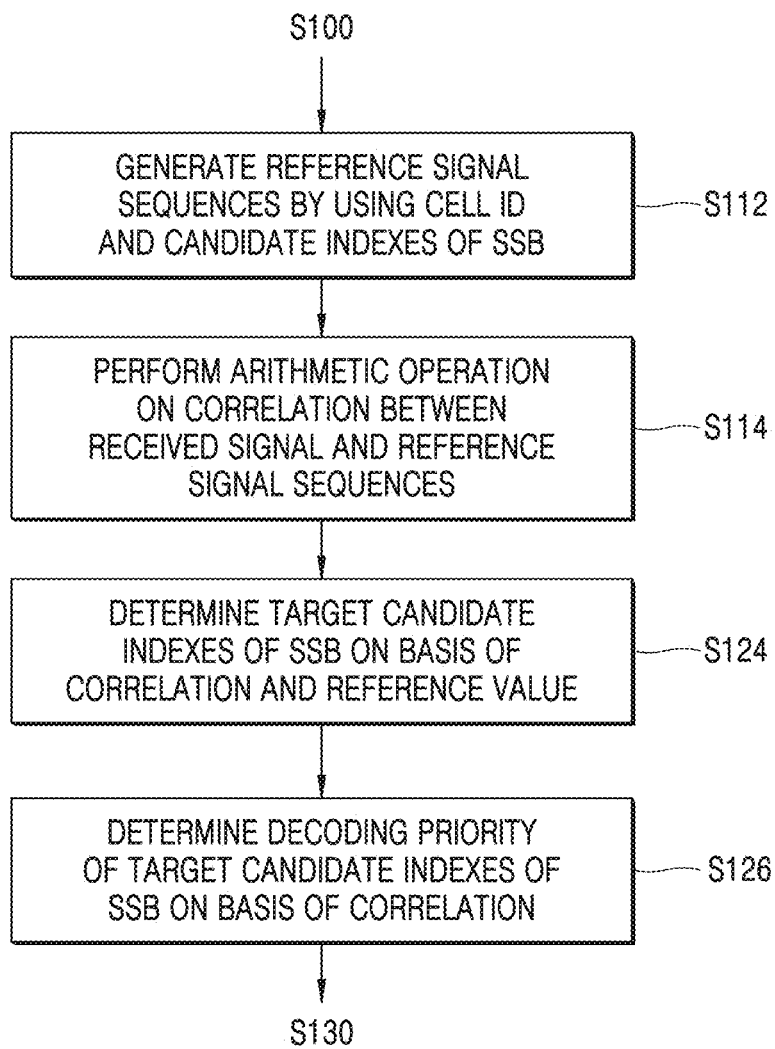 S100
GENERATE REFERENCE SIGNAL
SEQUENCES BY USING CELL ID
AND CANDIDATE INDEXES OF SSB
S112
PERFORM ARITHMETIC OPERATION
ON CORRELATION BETWEEN
RECEIVED SIGNAL AND REFERENCE
SIGNAL SEQUENCES
S114
DETERMINE TARGET CANDIDATE
INDEXES OF SSB ON BASIS OF
CORRELATION AND REFERENCE VALUE
S124
DETERMINE DECODING PRIORITY
OF TARGET CANDIDATE INDEXES OF
SSB ON BASIS OF CORRELATION
S126
S130